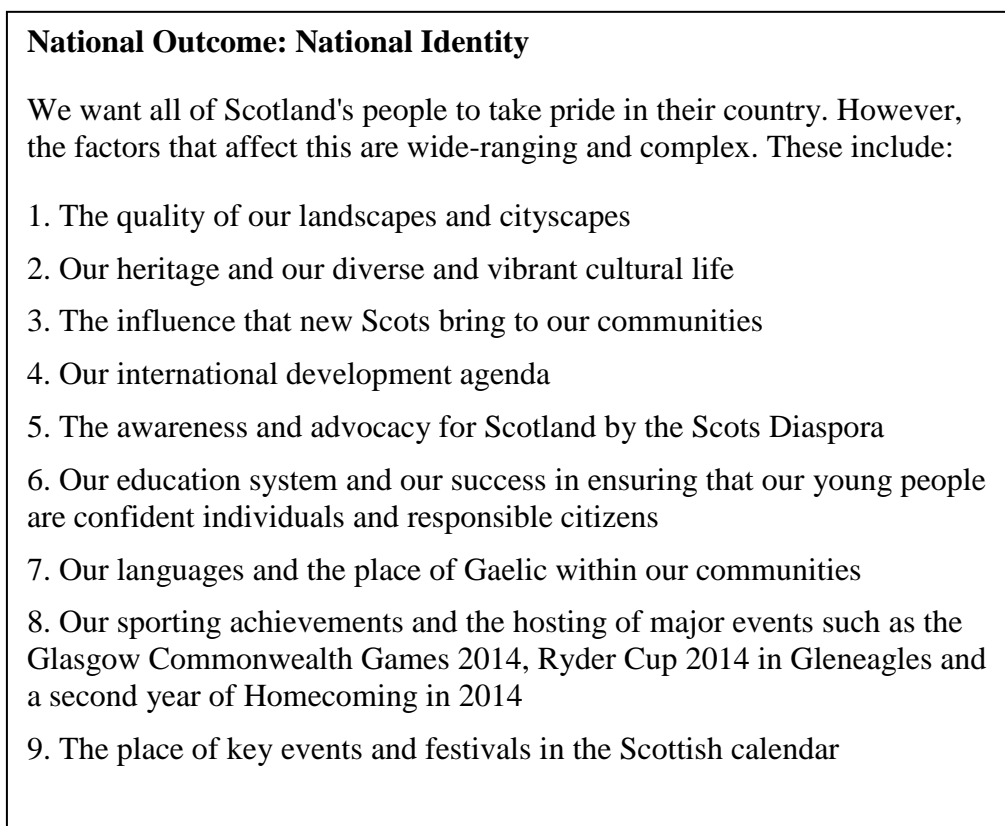 National Outcome: National Identity
We want all of Scotland's people to take pride in their country. However,
the factors that affect this are wide-ranging and complex. These include:
1. The quality of our landscapes and cityscapes
2. Our heritage and our diverse and vibrant cultural life
3. The influence that new Scots bring to our communities
4. Our international development agenda
5. The awareness and advocacy for Scotland by the Scots Diaspora
6. Our education system and our success in ensuring that our young people
are confident individuals and responsible citizens
7. Our languages and the place of Gaelic within our communities
8. Our sporting achievements and the hosting of major events such as the
Glasgow Commonwealth Games 2014, Ryder Cup 2014 in Gleneagles and
a second year of Homecoming in 2014
9. The place of key events and festivals in the Scottish calendar